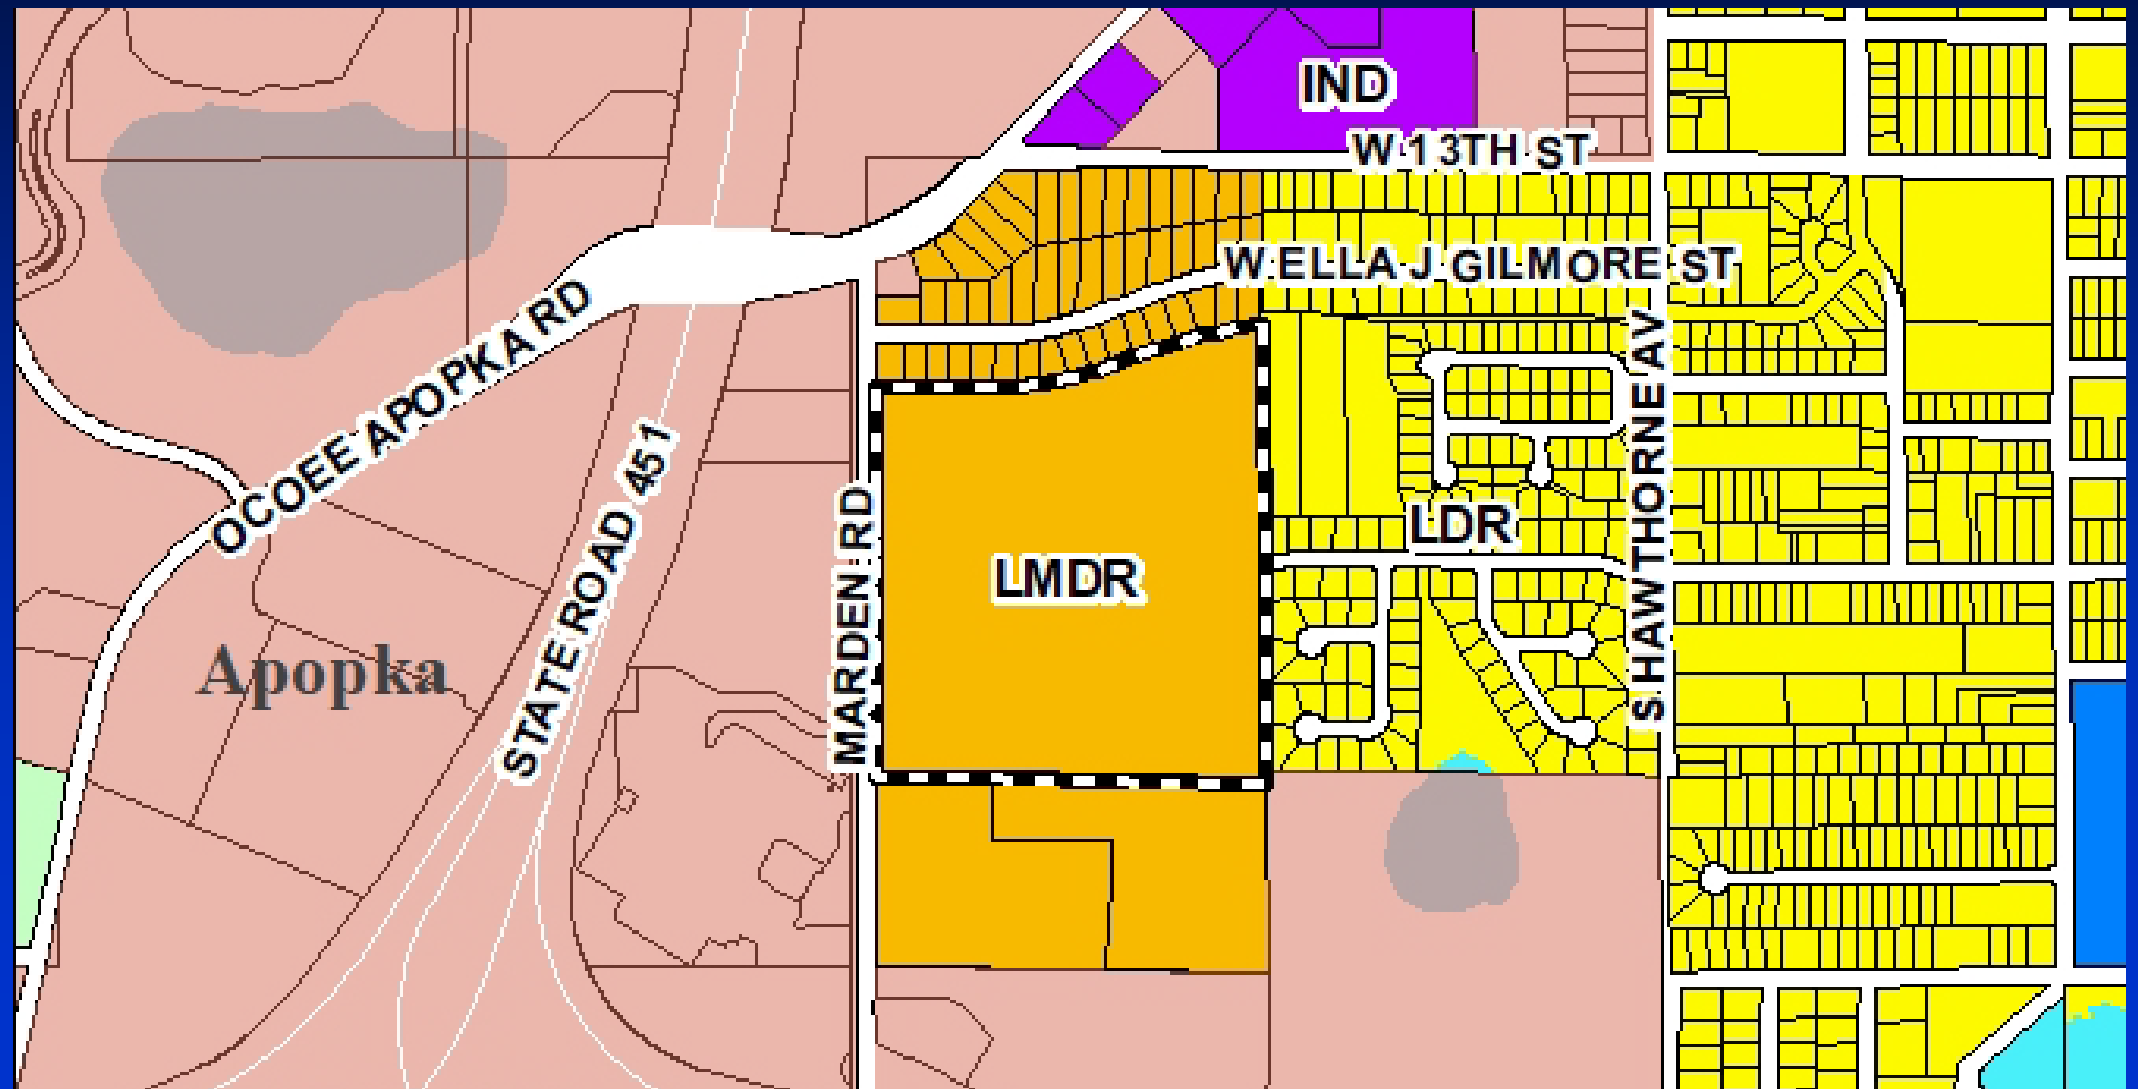 IND
W 13TH ST
W ELLA J GILMORE ST
OCOEE APOPKA RD
STATE ROAD 451
MARDEN RD
S HAWTHORNE AV
LDR
LMDR
Apopka